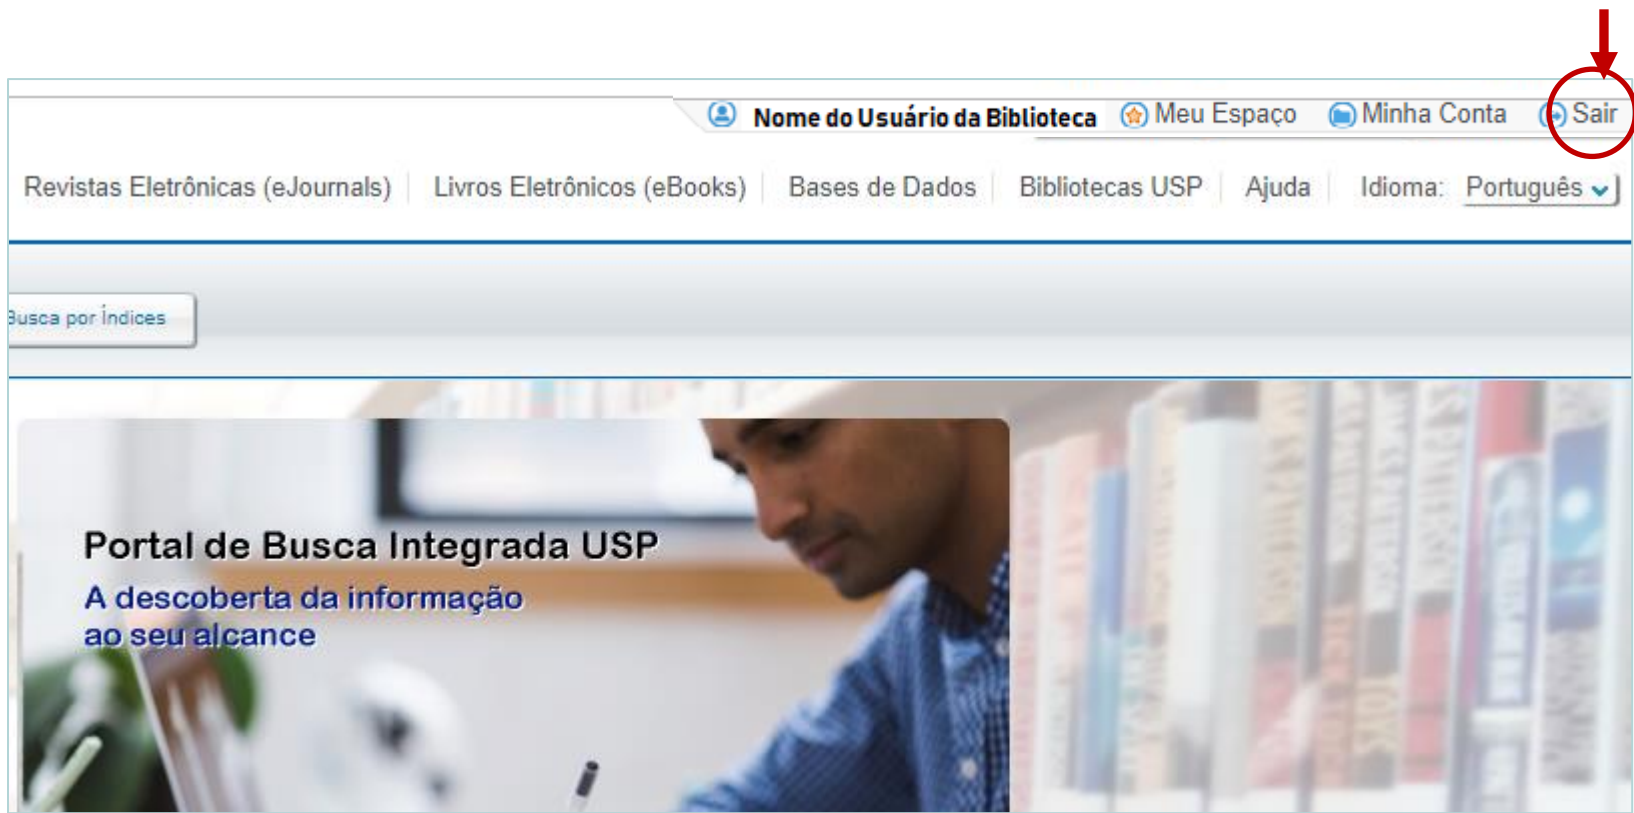 Nome do Usuário da Biblioteca Meu Espaço Minha Conta Sair
Revistas Eletrônicas (eJournals) Livros Eletrônicos (eBooks) Bases de Dados Bibliotecas USP Ajuda Idioma: Português
Busca por Índices
Portal de Busca Integrada USP
A descoberta da informação
ao seu alcance